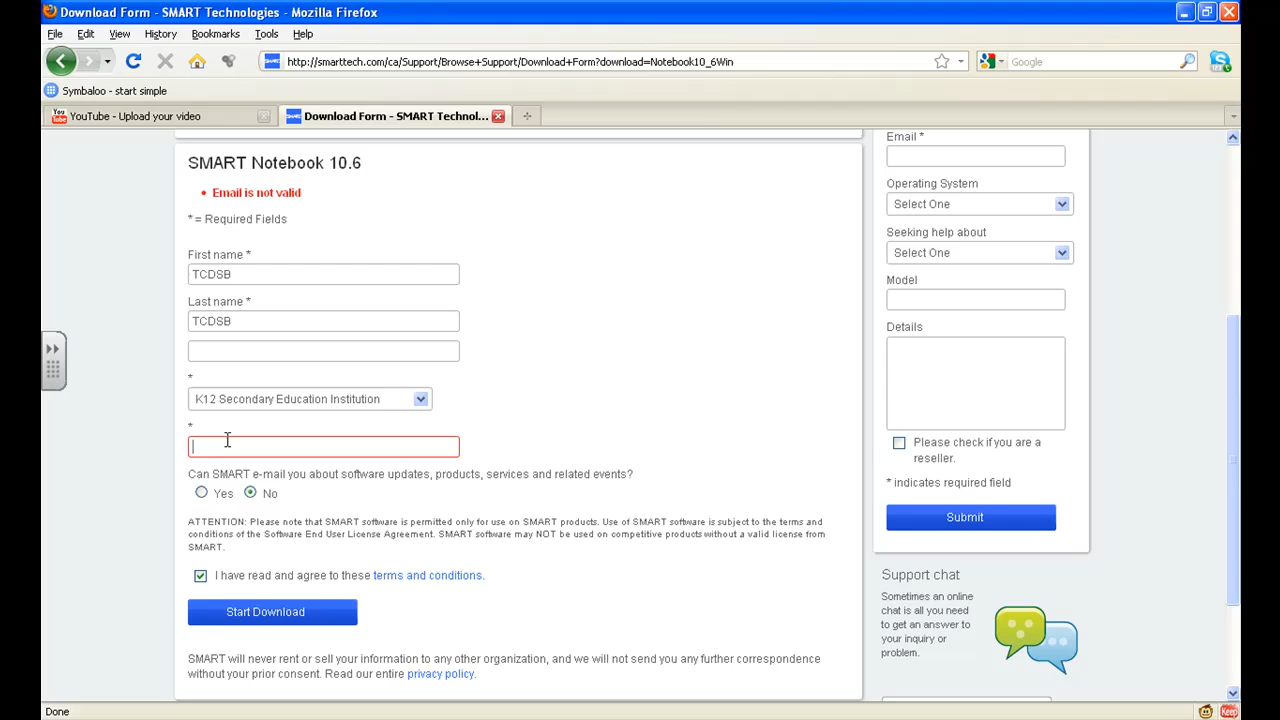 Download Form - SMART Technologies - Mozilla Firefox
File Edit View History Bookmarks Tools Help
http://smarttech.com/ca/Support/Browse+Support/Download+Form?download=Notebook10_6Win
Google
Symbaloo - start simple
You Tube
YouTube - Upload your video
SMART
Download Form - SMART Technol...
SMART Notebook 10.6
• Email is not valid
* = Required Fields
First name *
TCDSB
Last name *
TCDSB
*
K12 Secondary Education Institution
*
Can SMART e-mail you about software updates, products, services and related events?
Yes No
ATTENTION: Please note that SMART software is permitted only for use on SMART products. Use of SMART software is subject to the terms and
conditions of the Software End User License Agreement. SMART software may NOT be used on competitive products without a valid license from
SMART.
I have read and agree to these terms and conditions.
Start Download
SMART will never rent or sell your information to any other organization, and we will not send you any further correspondence
without your prior consent. Read our entire privacy policy.
Email *
Operating System
Select One
Seeking help about
Select One
Model
Details
Please check if you are a
reseller.
* indicates required field
Submit
Support chat
Sometimes an online
chat is all you need
to get an answer to
your inquiry or
problem.
Done
Keep